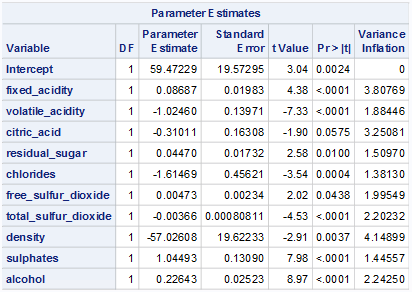 Parameter Estimates
Variable DF Parameter Estimate Standard Error t Value Pr > |t| Variance Inflation
Intercept 1 59.47229 19.57295 3.04 0.0024 0
fixed_acidity 1 0.08687 0.01983 4.38 <.0001 3.80769
volatile_acidity 1 -1.02460 0.13971 -7.33 <.0001 1.88446
citric_acid 1 -0.31011 0.16308 -1.90 0.0575 3.25081
residual_sugar 1 0.04470 0.01732 2.58 0.0100 1.50970
chlorides 1 -1.61469 0.45621 -3.54 0.0004 1.38130
free_sulfur_dioxide 1 0.00473 0.00234 2.02 0.0438 1.99549
total_sulfur_dioxide 1 -0.00366 0.00080811 -4.53 <.0001 2.20232
density 1 -57.02608 19.62233 -2.91 0.0037 4.14899
sulphates 1 1.04493 0.13090 7.98 <.0001 1.44557
alcohol 1 0.22643 0.02523 8.97 <.0001 2.24250